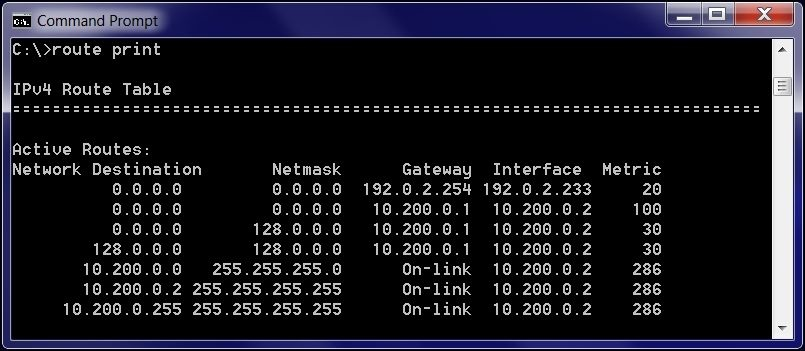 Command Prompt
C:\>route print
IPv4 Route Table
===========================================================================
Active Routes:
Network Destination        Netmask          Gateway       Interface  Metric
0.0.0.0          0.0.0.0      192.0.2.254      192.0.2.233     20
0.0.0.0          0.0.0.0       10.200.0.1       10.200.0.2    100
0.0.0.0        128.0.0.0       10.200.0.1       10.200.0.2     30
128.0.0.0        128.0.0.0       10.200.0.1       10.200.0.2     30
10.200.0.0    255.255.255.0         On-link       10.200.0.2    286
10.200.0.2  255.255.255.255         On-link       10.200.0.2    286
10.200.0.255  255.255.255.255         On-link       10.200.0.2    286